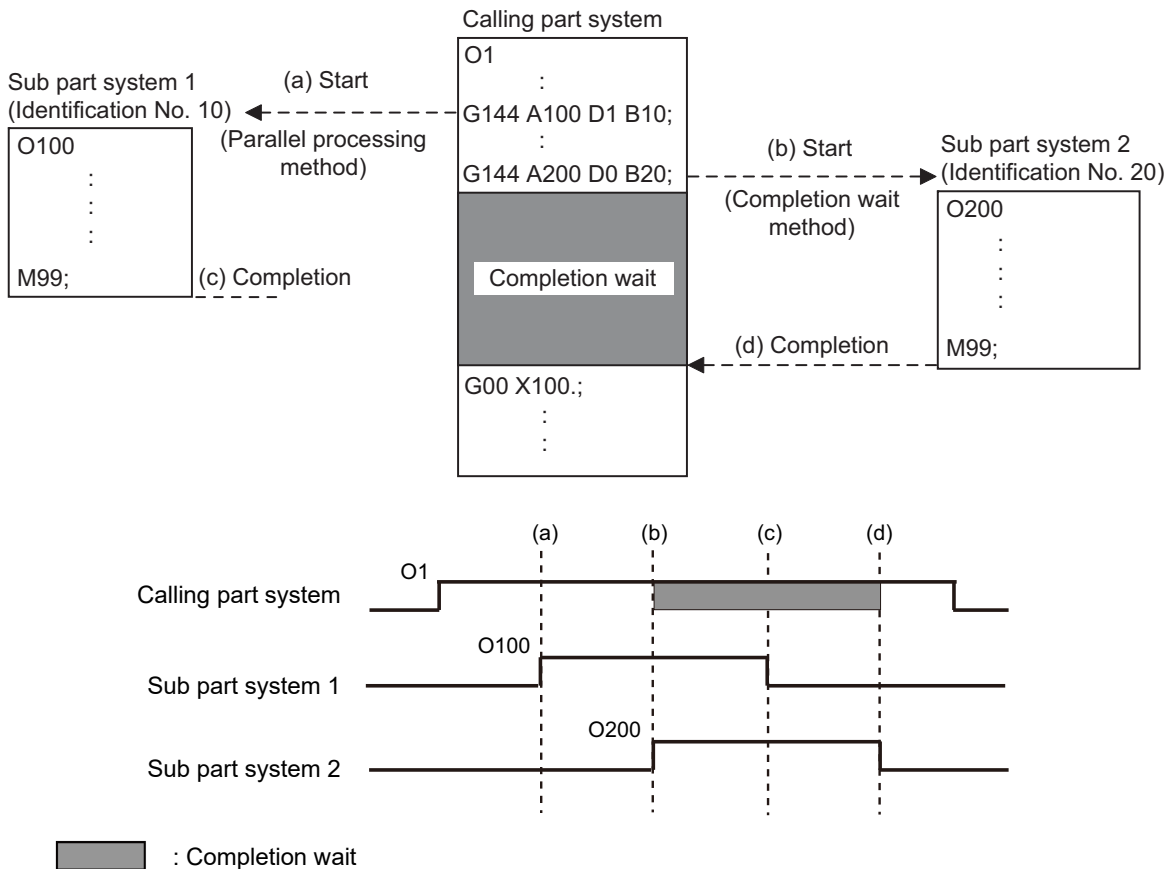 Calling part system
O1
:
G144 A100 D1 B10;
:
G144 A200 D0 B20;
Completion wait
G00 X100.;
:
:
Sub part system 1
(Identification No. 10)
O100
:
:
:
:
M99;
(a) Start
(Parallel processing
method)
(c) Completion
(b) Start
(Completion wait
method)
(d) Completion
Sub part system 2
(Identification No. 20)
O200
:
:
:
:
M99;
(a) (b) (c) (d)
O1
Calling part system
O100
Sub part system 1
O200
Sub part system 2
: Completion wait